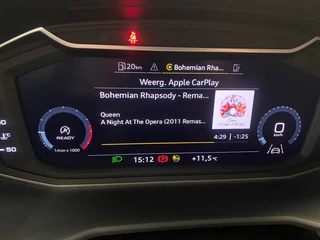 20km Bohemian Rha...
Weerg. Apple CarPlay
Bohemian Rhapsody - Rema...
Queen
A Night At The Opera (2011 Remas...
4:29 | -1:25
READY
1/min x 1000
0
50
15:12 +11,5°C